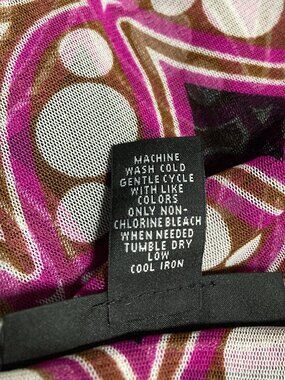 MACHINE
WASH COLD
GENTLE CYCLE
WITH LIKE
COLORS
ONLY NON-
CHLORINE BLEACH
WHEN NEEDED
TUMBLE DRY
LOW
COOL IRON